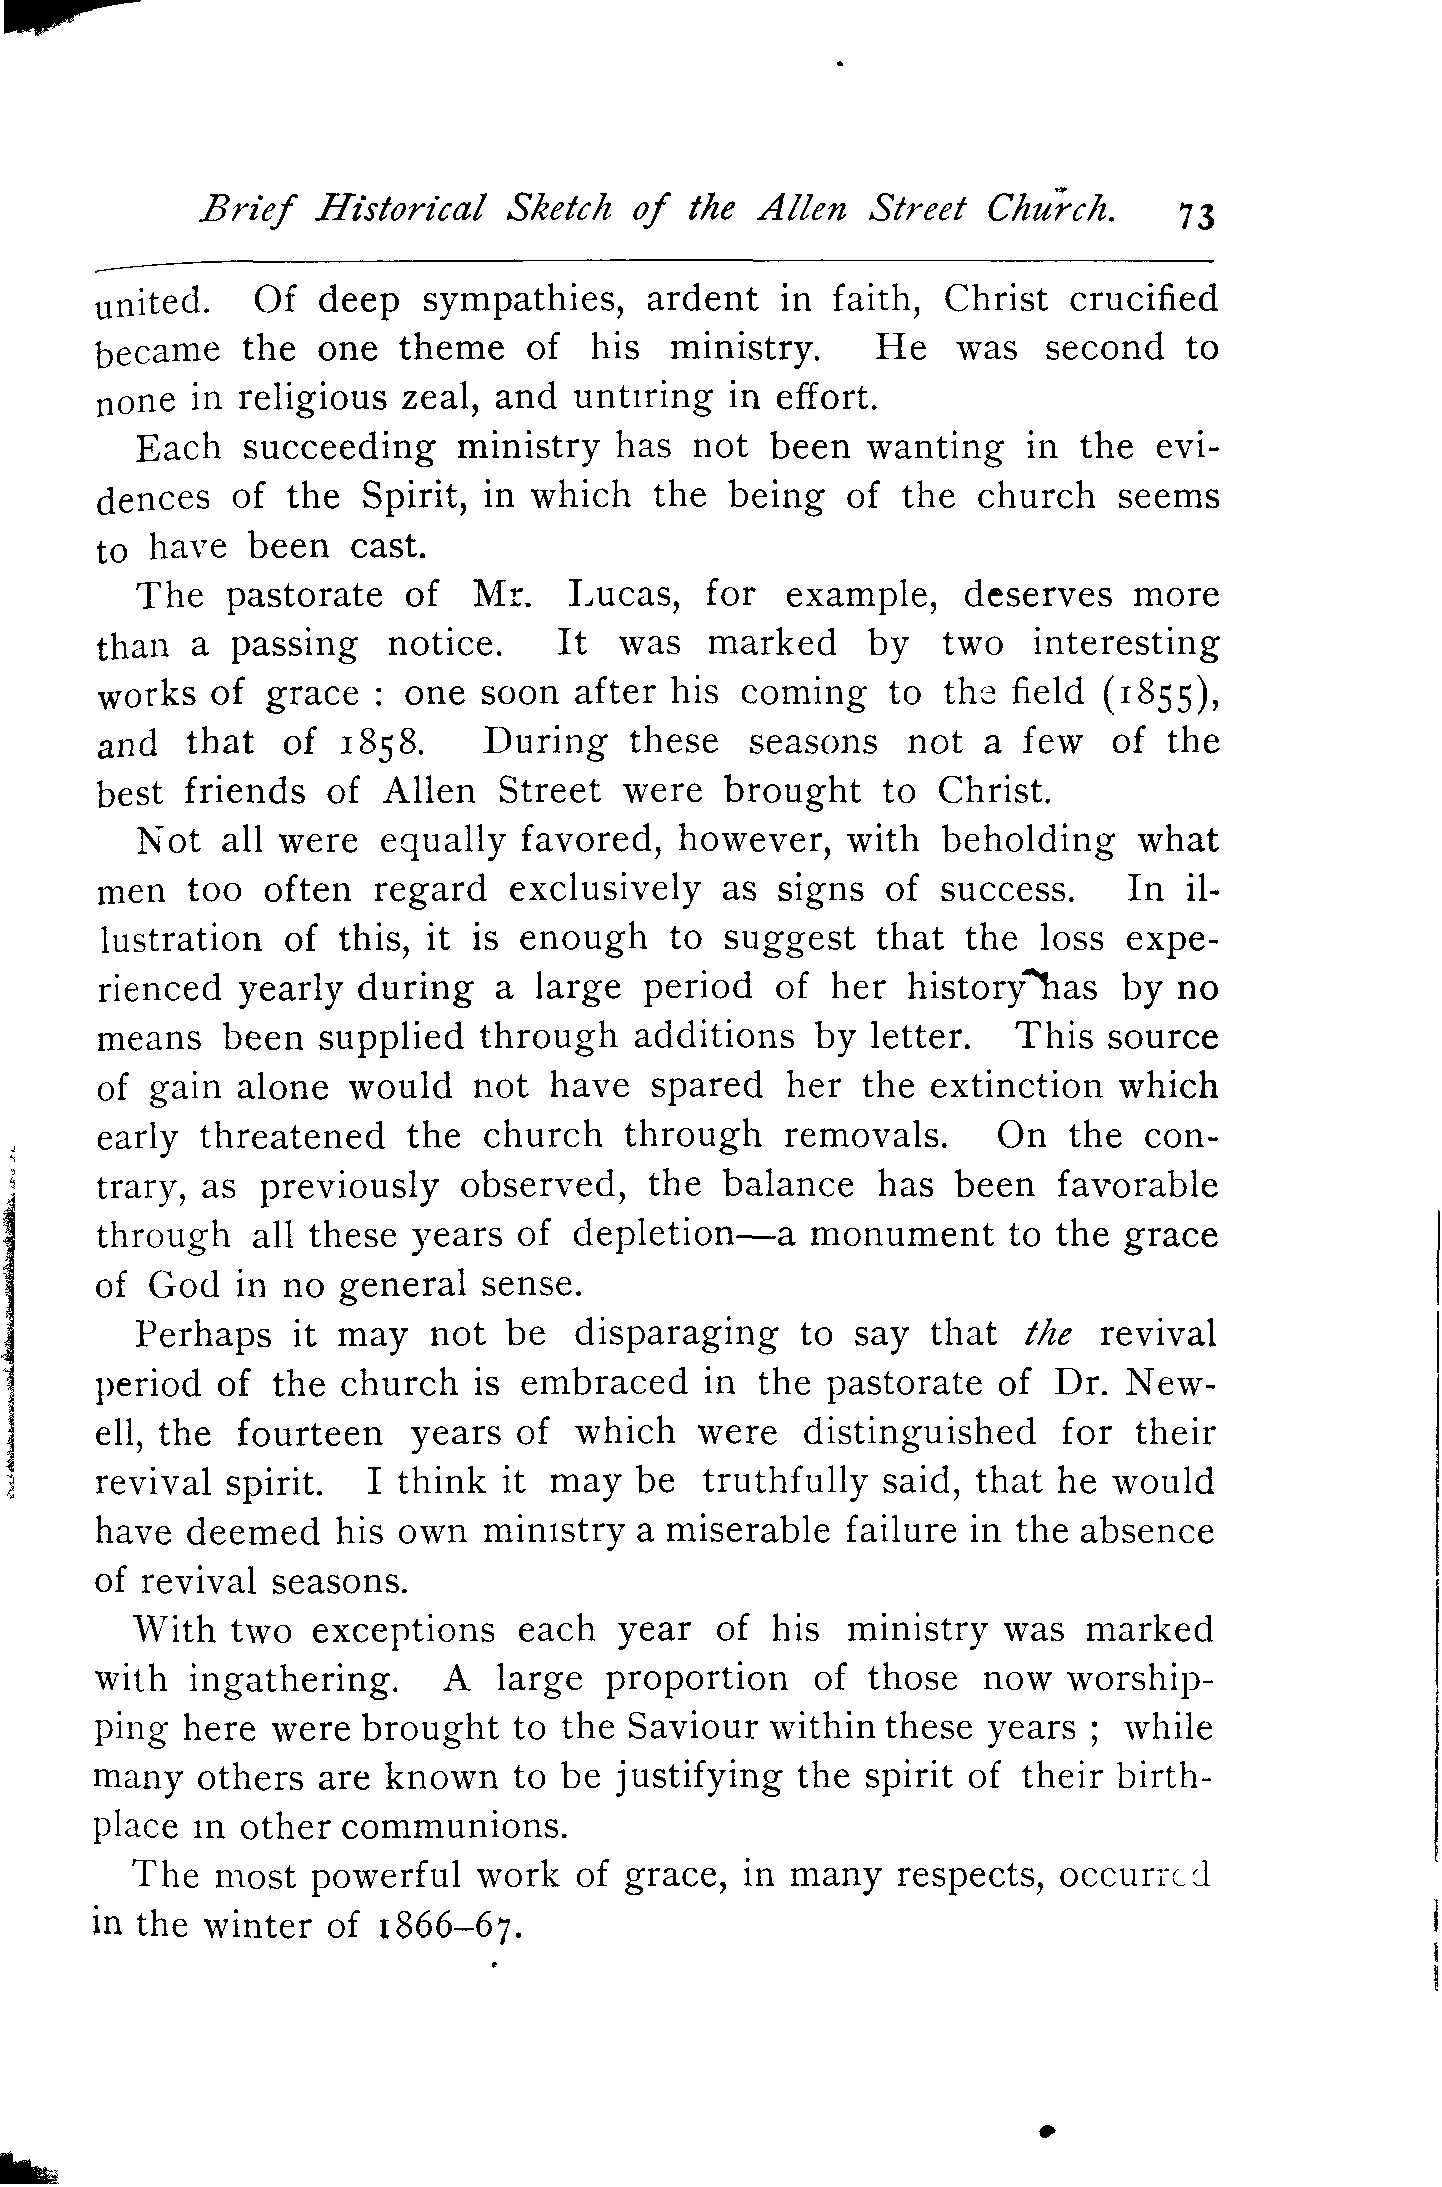 Brief Historical Sketch of the Allen Street Church. 73
united. Of deep sympathies, ardent in faith, Christ crucified
became the one theme of his ministry. He was second to
none in religious zeal, and untiring in effort.
Each succeeding ministry has not been wanting in the evi-
dences of the Spirit, in which the being of the church seems
to have been cast.
The pastorate of Mr. Lucas, for example, deserves more
than a passing notice. It was marked by two interesting
works of grace : one soon after his coming to the field (1855),
and that of 1858. During these seasons not a few of the
best friends of Allen Street were brought to Christ.
Not all were equally favored, however, with beholding what
men too often regard exclusively as signs of success. In il-
lustration of this, it is enough to suggest that the loss expe-
rienced yearly during a large period of her history has by no
means been supplied through additions by letter. This source
of gain alone would not have spared her the extinction which
early threatened the church through removals. On the con-
trary, as previously observed, the balance has been favorable
through all these years of depletion—a monument to the grace
of God in no general sense.
Perhaps it may not be disparaging to say that the revival
period of the church is embraced in the pastorate of Dr. New-
ell, the fourteen years of which were distinguished for their
revival spirit. I think it may be truthfully said, that he would
have deemed his own ministry a miserable failure in the absence
of revival seasons.
With two exceptions each year of his ministry was marked
with ingathering. A large proportion of those now worship-
ping here were brought to the Saviour within these years ; while
many others are known to be justifying the spirit of their birth-
place in other communions.
The most powerful work of grace, in many respects, occurred
in the winter of 1866–67.